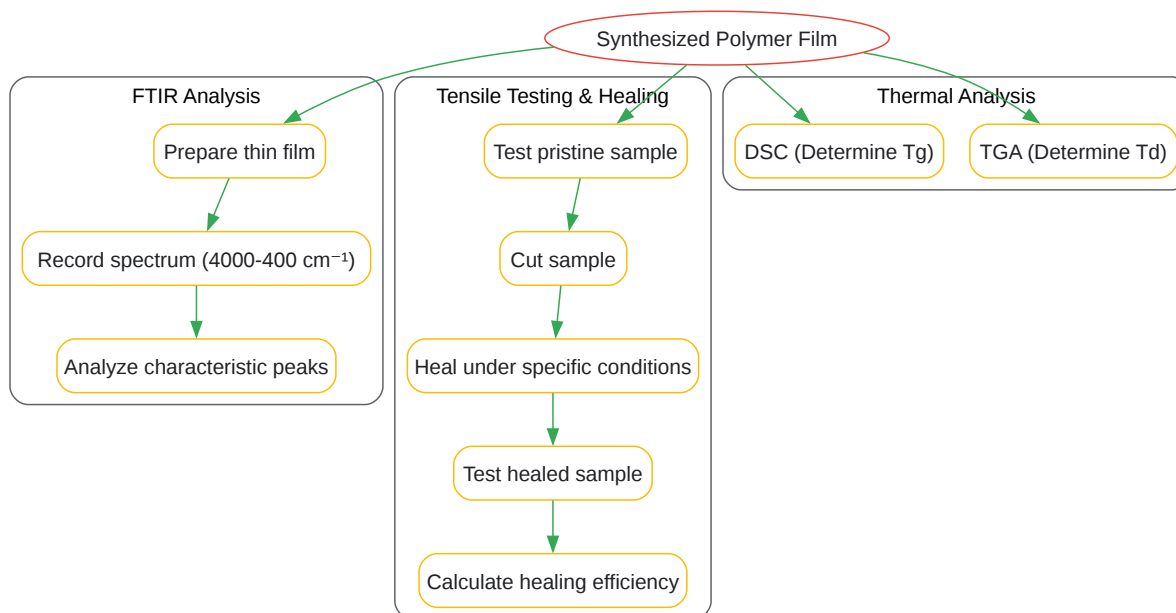 Synthesized Polymer Film
FTIR Analysis
Prepare thin film
Record spectrum (4000-400 cm⁻¹)
Analyze characteristic peaks
Tensile Testing & Healing
Test pristine sample
Cut sample
Heal under specific conditions
Test healed sample
Calculate healing efficiency
Thermal Analysis
DSC (Determine Tg)
TGA (Determine Td)